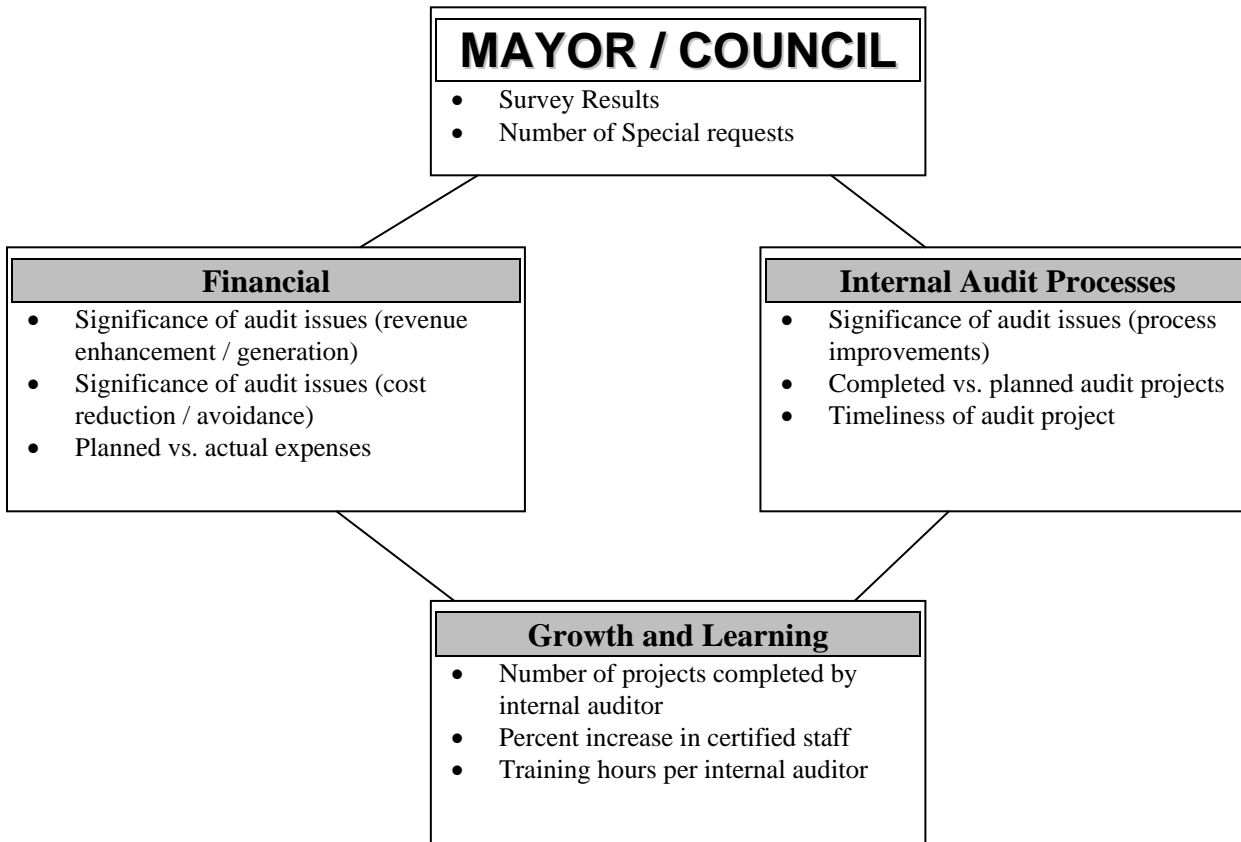 MAYOR / COUNCIL
• Survey Results
• Number of Special requests
Financial
• Significance of audit issues (revenue
enhancement / generation)
• Significance of audit issues (cost
reduction / avoidance)
• Planned vs. actual expenses
Internal Audit Processes
• Significance of audit issues (process
improvements)
• Completed vs. planned audit projects
• Timeliness of audit project
Growth and Learning
• Number of projects completed by
internal auditor
• Percent increase in certified staff
• Training hours per internal auditor